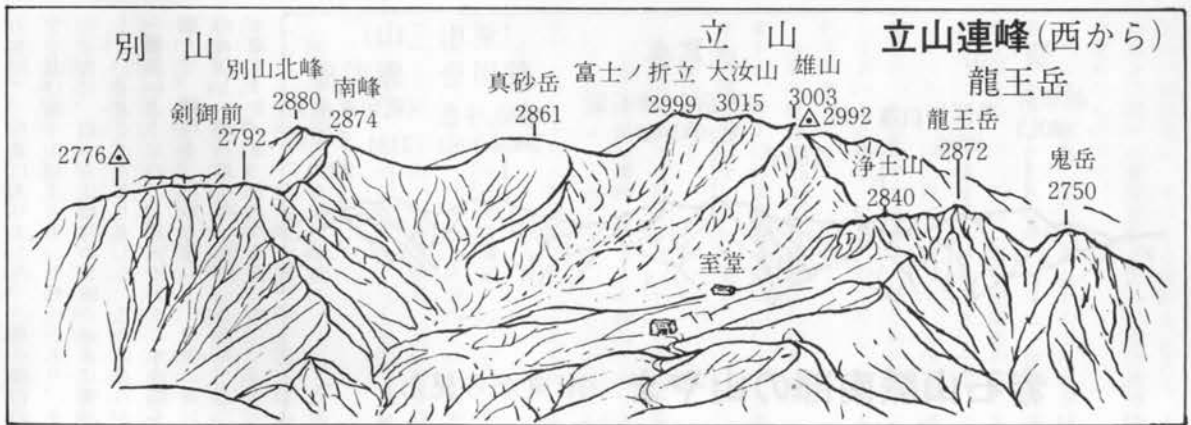 立山連峰(西から)
別 山
立 山
龍王岳
別山北峰
2880
南峰
2874
剣御前
2792
2776
真砂岳
2861
富士ノ折立
2999
大汝山
3015
雄山
3003
2992
浄土山
2840
龍王岳
2872
鬼岳
2750
室堂